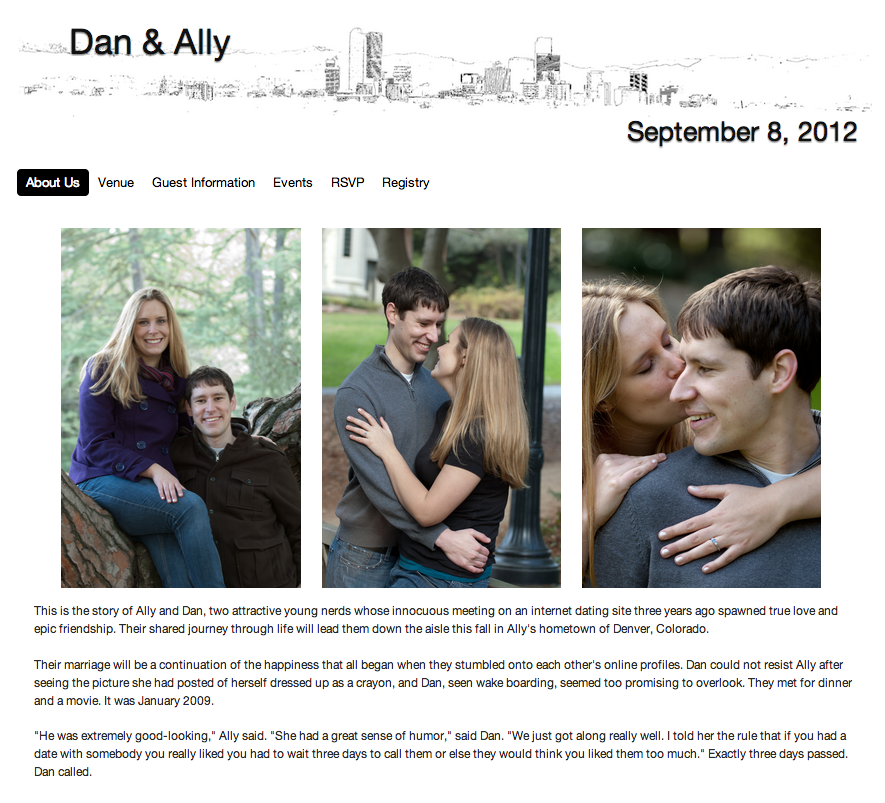 Dan & Ally
September 8, 2012
About Us Venue Guest Information Events RSVP Registry
This is the story of Ally and Dan, two attractive young nerds whose innocuous meeting on an internet dating site three years ago spawned true love and
epic friendship. Their shared journey through life will lead them down the aisle this fall in Ally's hometown of Denver, Colorado.
Their marriage will be a continuation of the happiness that all began when they stumbled onto each other's online profiles. Dan could not resist Ally after
seeing the picture she had posted of herself dressed up as a crayon, and Dan, seen wake boarding, seemed too promising to overlook. They met for dinner
and a movie. It was January 2009.
"He was extremely good-looking," Ally said. "She had a great sense of humor," said Dan. "We just got along really well. I told her the rule that if you had a
date with somebody you really liked you had to wait three days to call them or else they would think you liked them too much." Exactly three days passed.
Dan called.